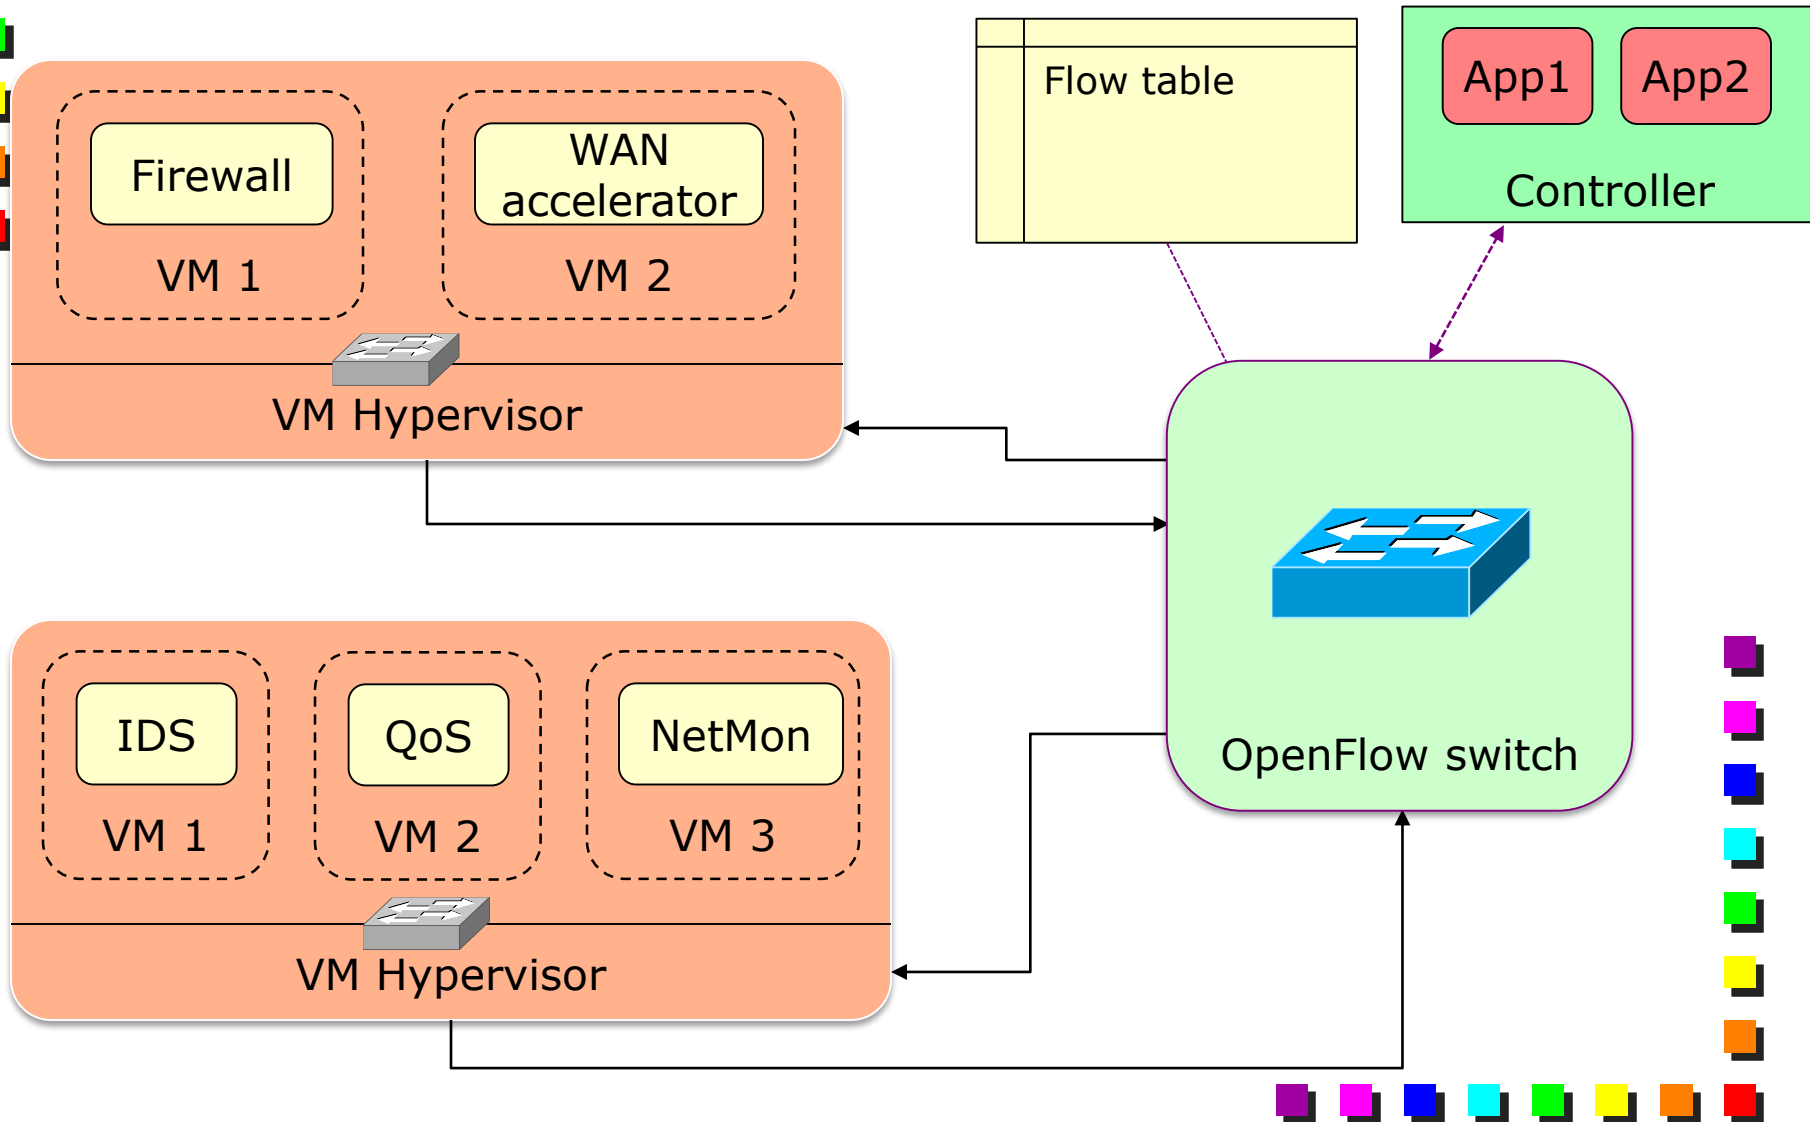 Firewall
WAN
accelerator
VM 1
VM 2
VM Hypervisor
Flow table
App1
App2
Controller
IDS
QoS
NetMon
VM 1
VM 2
VM 3
VM Hypervisor
OpenFlow switch